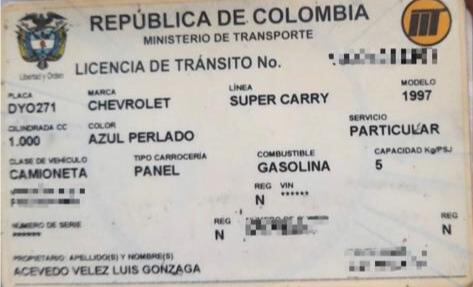 REPÚBLICA DE COLOMBIA
MINISTERIO DE TRANSPORTE
Libertad y Orden
LICENCIA DE TRÁNSITO No.
PLACA MARCA LÍNEA MODELO
DYO271 CHEVROLET SUPER CARRY 1997
CILINDRADA CC COLOR SERVICIO
1.000 AZUL PERLADO PARTICULAR
CLASE DE VEHÍCULO TIPO CARROCERÍA COMBUSTIBLE CAPACIDAD Kg/PSJ
CAMIONETA PANEL GASOLINA 5
REG VIN
N ******
NÚMERO DE SERIE REG REG
****** N N
PROPIETARIO: APELLIDO(S) Y NOMBRE(S)
ACEVEDO VELEZ LUIS GONZAGA